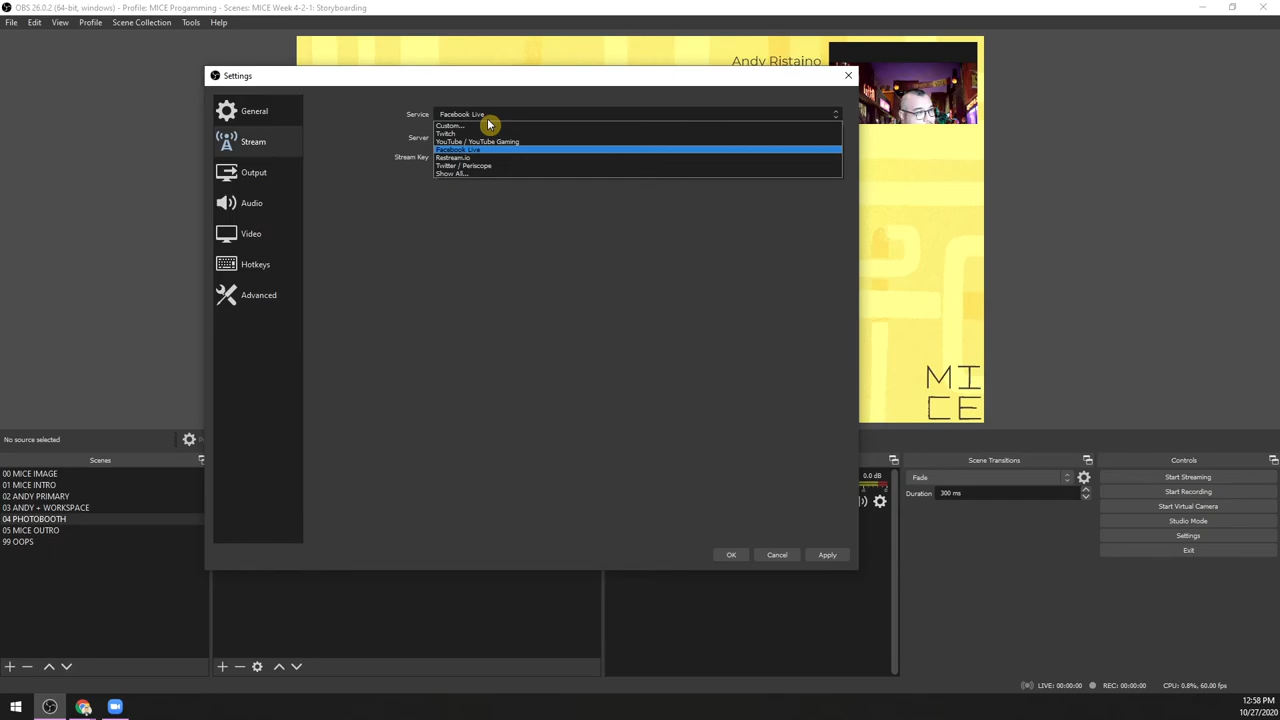 OBS 26.0.2 (64-bit, windows) - Profile: MICE Progamming - Scenes: MICE Week 4-2-1: Storyboarding
File Edit View Profile Scene Collection Tools Help
Andy Ristaino
Settings
General
Stream
Output
Audio
Video
Hotkeys
Advanced
Service Facebook Live
Custom...
Twitch
Server
YouTube / YouTube Gaming
Facebook Live
Stream Key
Restream.io
Twitter / Periscope
Show All...
OK Cancel Apply
MI
CE
No source selected
Scenes
00 MICE IMAGE
01 MICE INTRO
02 ANDY PRIMARY
03 ANDY + WORKSPACE
04 PHOTOBOOTH
05 MICE OUTRO
99 OOPS
0.0 dB
Scene Transitions
Fade
Duration 300 ms
Controls
Start Streaming
Start Recording
Start Virtual Camera
Studio Mode
Settings
Exit
LIVE: 00:00:00 REC: 00:00:00 CPU: 0.8%, 60.00 fps
12:58 PM
10/27/2020